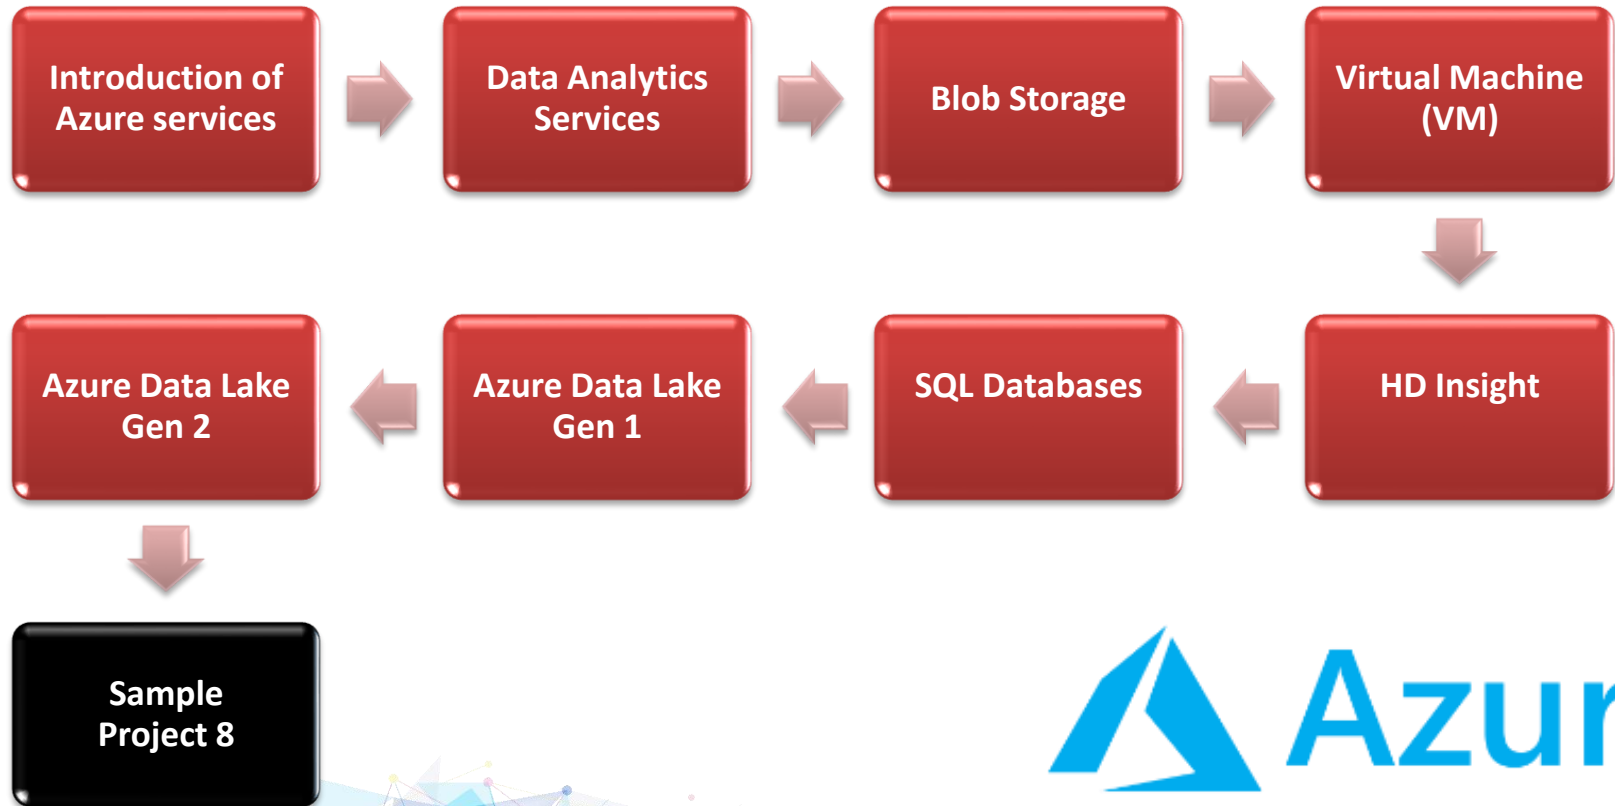 Introduction of
Azure services
Data Analytics
Services
Blob Storage
Virtual Machine
(VM)
Azure Data Lake
Gen 2
Azure Data Lake
Gen 1
SQL Databases
HD Insight
Sample
Project 8
Azur